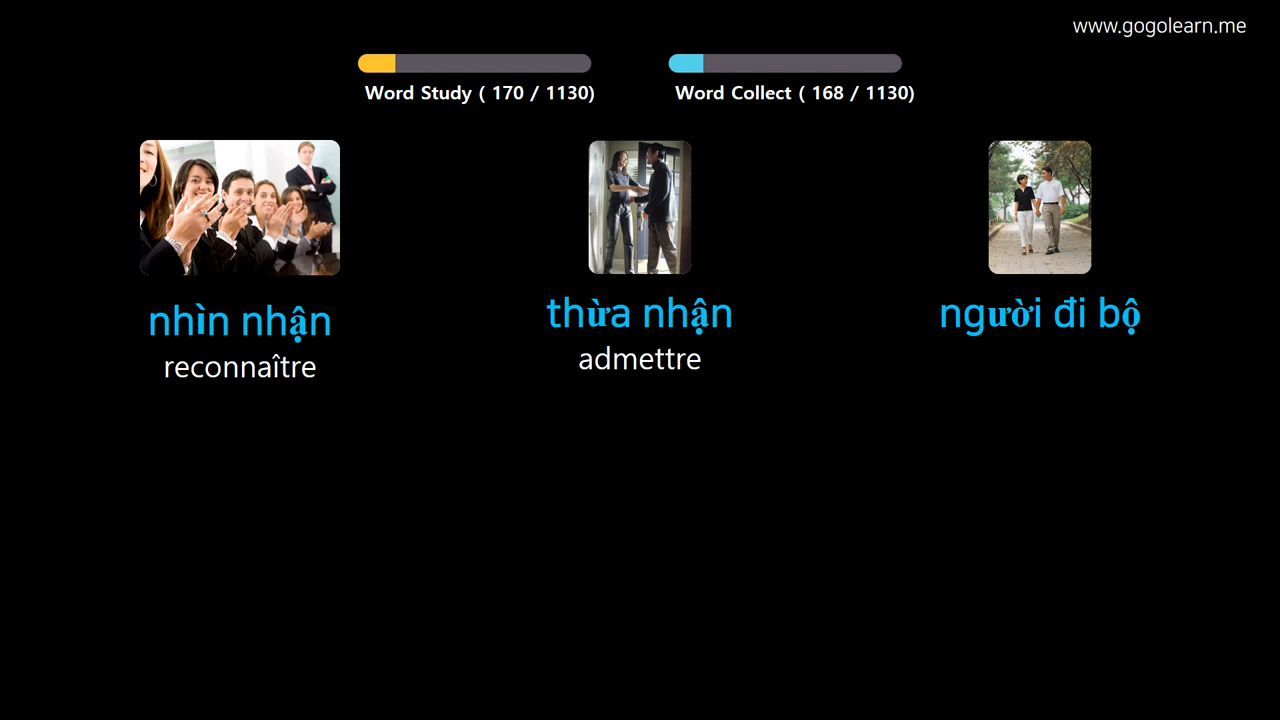 www.gogolearn.me
Word Study ( 170 / 1130)
Word Collect ( 168 / 1130)
nhìn nhận
reconnaître
thừa nhận
admettre
người đi bộ